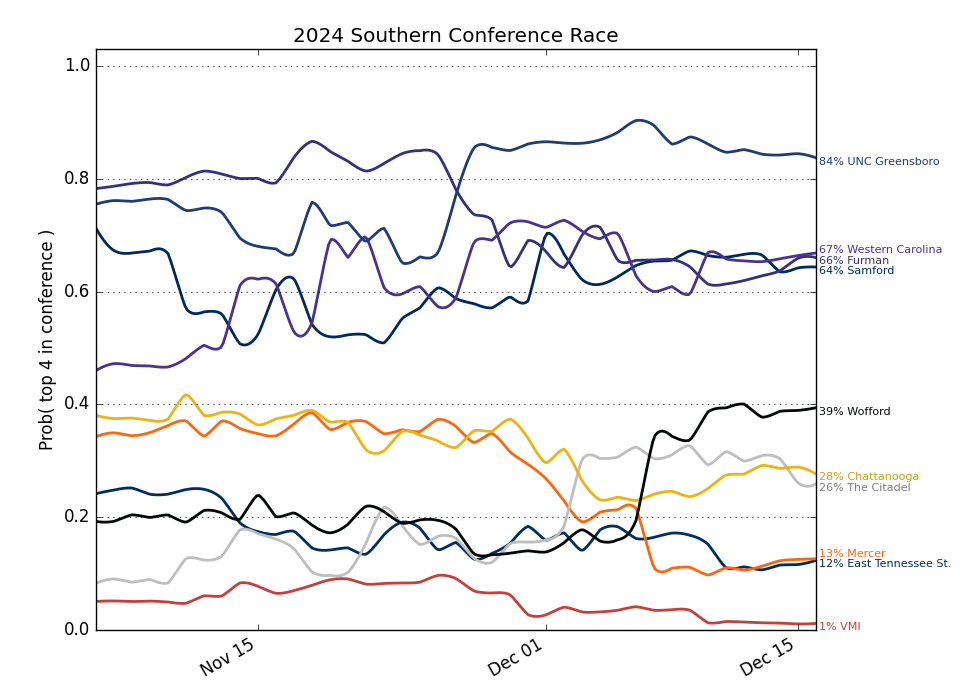 2024 Southern Conference Race
Prob( top 4 in conference )
1.0
0.8
0.6
0.4
0.2
0.0
Nov 15
Dec 01
Dec 15
84% UNC Greensboro
67% Western Carolina
66% Furman
64% Samford
39% Wofford
28% Chattanooga
26% The Citadel
13% Mercer
12% East Tennessee St.
1% VMI